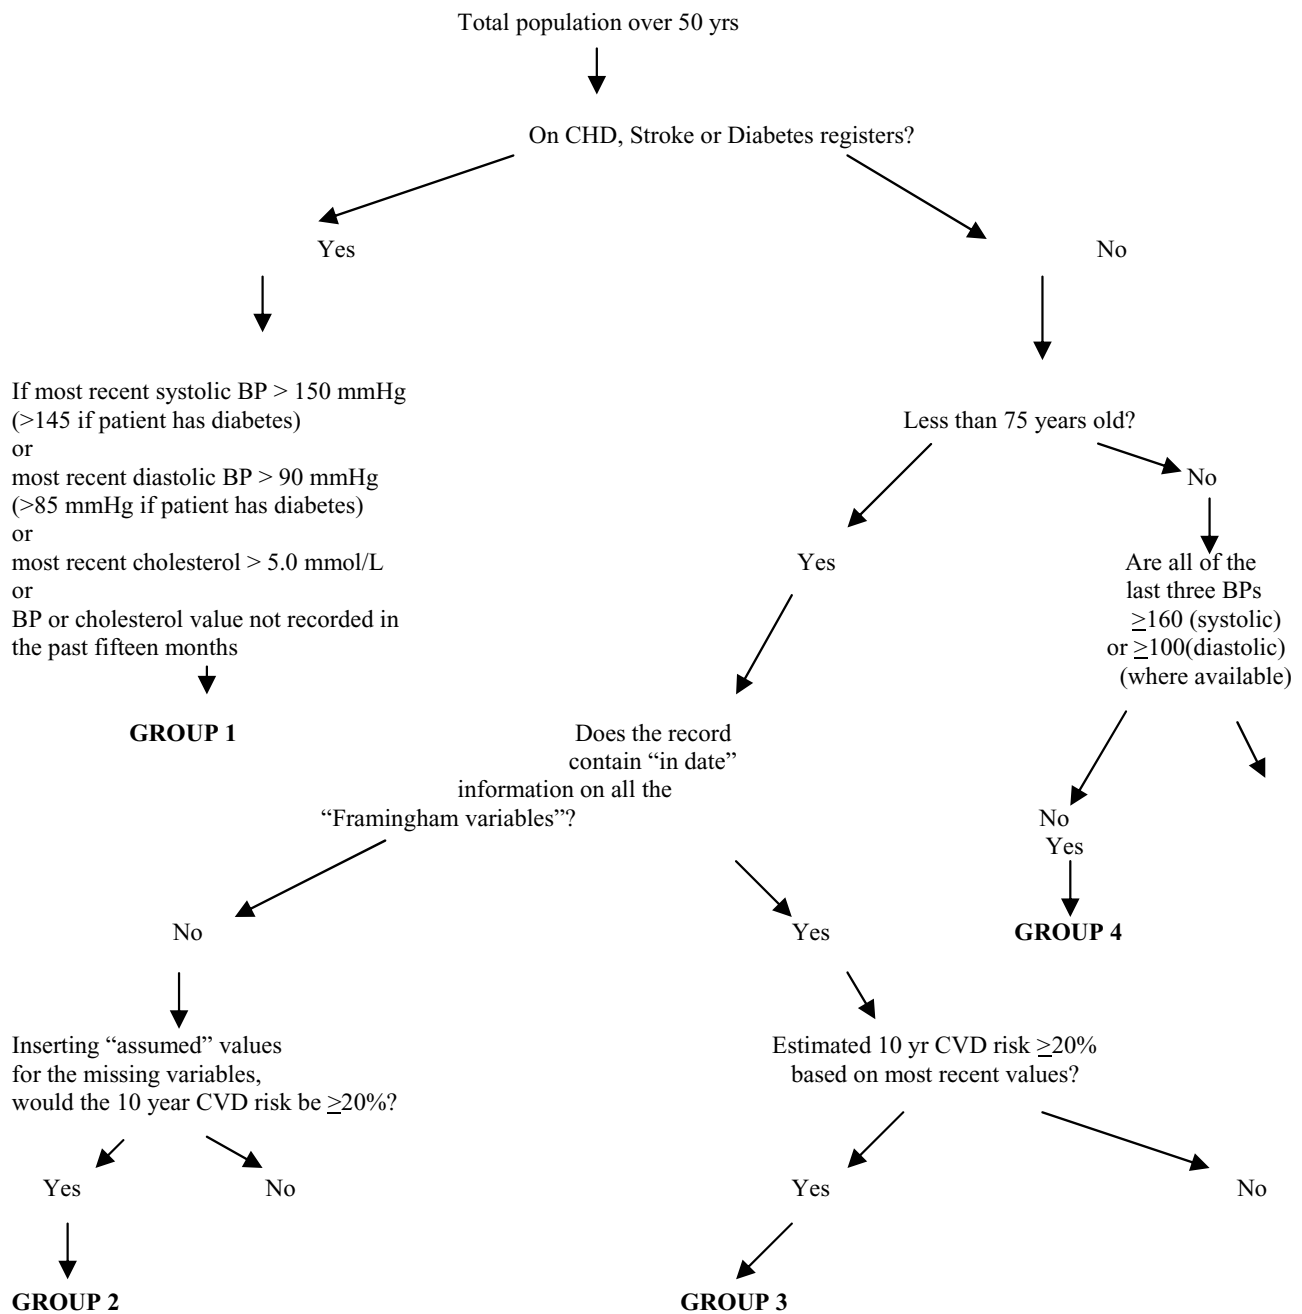 Total population over 50 yrs
On CHD, Stroke or Diabetes registers?
Yes
No
If most recent systolic BP > 150 mmHg
(>145 if patient has diabetes)
or
most recent diastolic BP > 90 mmHg
(>85 mmHg if patient has diabetes)
or
most recent cholesterol > 5.0 mmol/L
or
BP or cholesterol value not recorded in
the past fifteen months
GROUP 1
Less than 75 years old?
Yes
No
Are all of the
last three BPs
≥160 (systolic)
or ≥100(diastolic)
(where available)
No
Yes
GROUP 4
Does the record
contain “in date”
information on all the
“Framingham variables”?
No
Yes
Inserting “assumed” values
for the missing variables,
would the 10 year CVD risk be ≥20%?
Yes
No
GROUP 2
Estimated 10 yr CVD risk ≥20%
based on most recent values?
Yes
No
GROUP 3